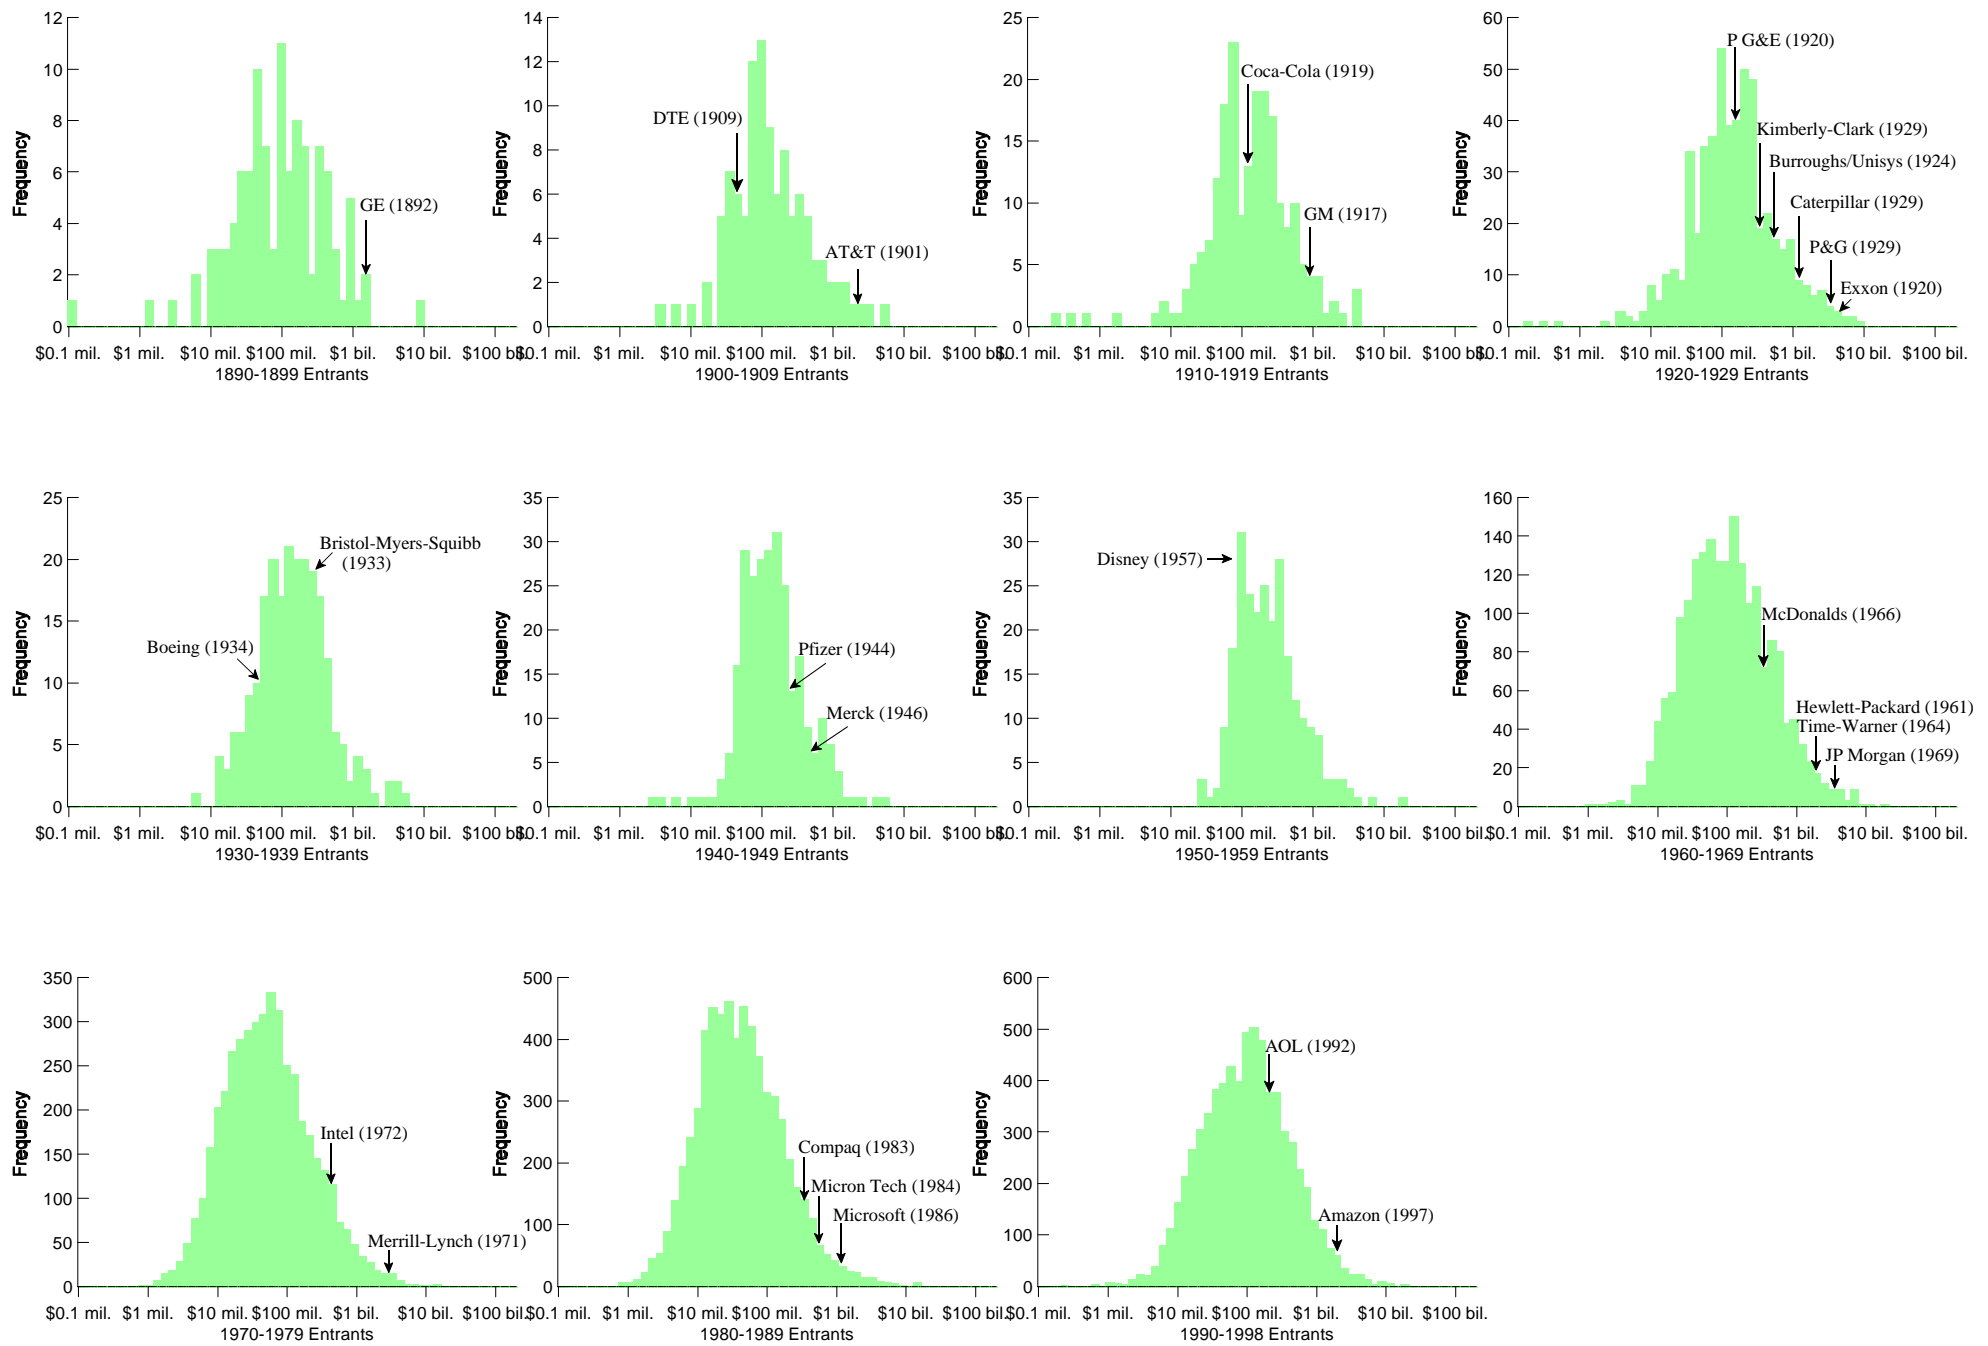 12
10
8
6
4
2
0
Frequency
GE (1892)
$0.1 mil. $1 mil. $10 mil. $100 mil. $1 bil. $10 bil. $100 bil.
1890-1899 Entrants
14
12
10
8
6
4
2
0
Frequency
DTE (1909)
AT&T (1901)
$0.1 mil. $1 mil. $10 mil. $100 mil. $1 bil. $10 bil. $100 bil.
1900-1909 Entrants
25
20
15
10
5
0
Frequency
Coca-Cola (1919)
GM (1917)
$0.1 mil. $1 mil. $10 mil. $100 mil. $1 bil. $10 bil. $100 bil.
1910-1919 Entrants
60
50
40
30
20
10
0
Frequency
P G&E (1920)
Kimberly-Clark (1929)
Burroughs/Unisys (1924)
Caterpillar (1929)
P&G (1929)
Exxon (1920)
$0.1 mil. $1 mil. $10 mil. $100 mil. $1 bil. $10 bil. $100 bil.
1920-1929 Entrants
25
20
15
10
5
0
Frequency
Bristol-Myers-Squibb
(1933)
Boeing (1934)
$0.1 mil. $1 mil. $10 mil. $100 mil. $1 bil. $10 bil. $100 bil.
1930-1939 Entrants
35
30
25
20
15
10
5
0
Frequency
Pfizer (1944)
Merck (1946)
$0.1 mil. $1 mil. $10 mil. $100 mil. $1 bil. $10 bil. $100 bil.
1940-1949 Entrants
35
30
25
20
15
10
5
0
Frequency
Disney (1957)
$0.1 mil. $1 mil. $10 mil. $100 mil. $1 bil. $10 bil. $100 bil.
1950-1959 Entrants
160
140
120
100
80
60
40
20
0
Frequency
McDonalds (1966)
Hewlett-Packard (1961)
Time-Warner (1964)
JP Morgan (1969)
$0.1 mil. $1 mil. $10 mil. $100 mil. $1 bil. $10 bil. $100 bil.
1960-1969 Entrants
350
300
250
200
150
100
50
0
Frequency
Intel (1972)
Merrill-Lynch (1971)
$0.1 mil. $1 mil. $10 mil. $100 mil. $1 bil. $10 bil. $100 bil.
1970-1979 Entrants
500
400
300
200
100
0
Frequency
Compaq (1983)
Micron Tech (1984)
Microsoft (1986)
$0.1 mil. $1 mil. $10 mil. $100 mil. $1 bil. $10 bil. $100 bil.
1980-1989 Entrants
600
500
400
300
200
100
0
Frequency
AOL (1992)
Amazon (1997)
$0.1 mil. $1 mil. $10 mil. $100 mil. $1 bil. $10 bil. $100 bil.
1990-1998 Entrants